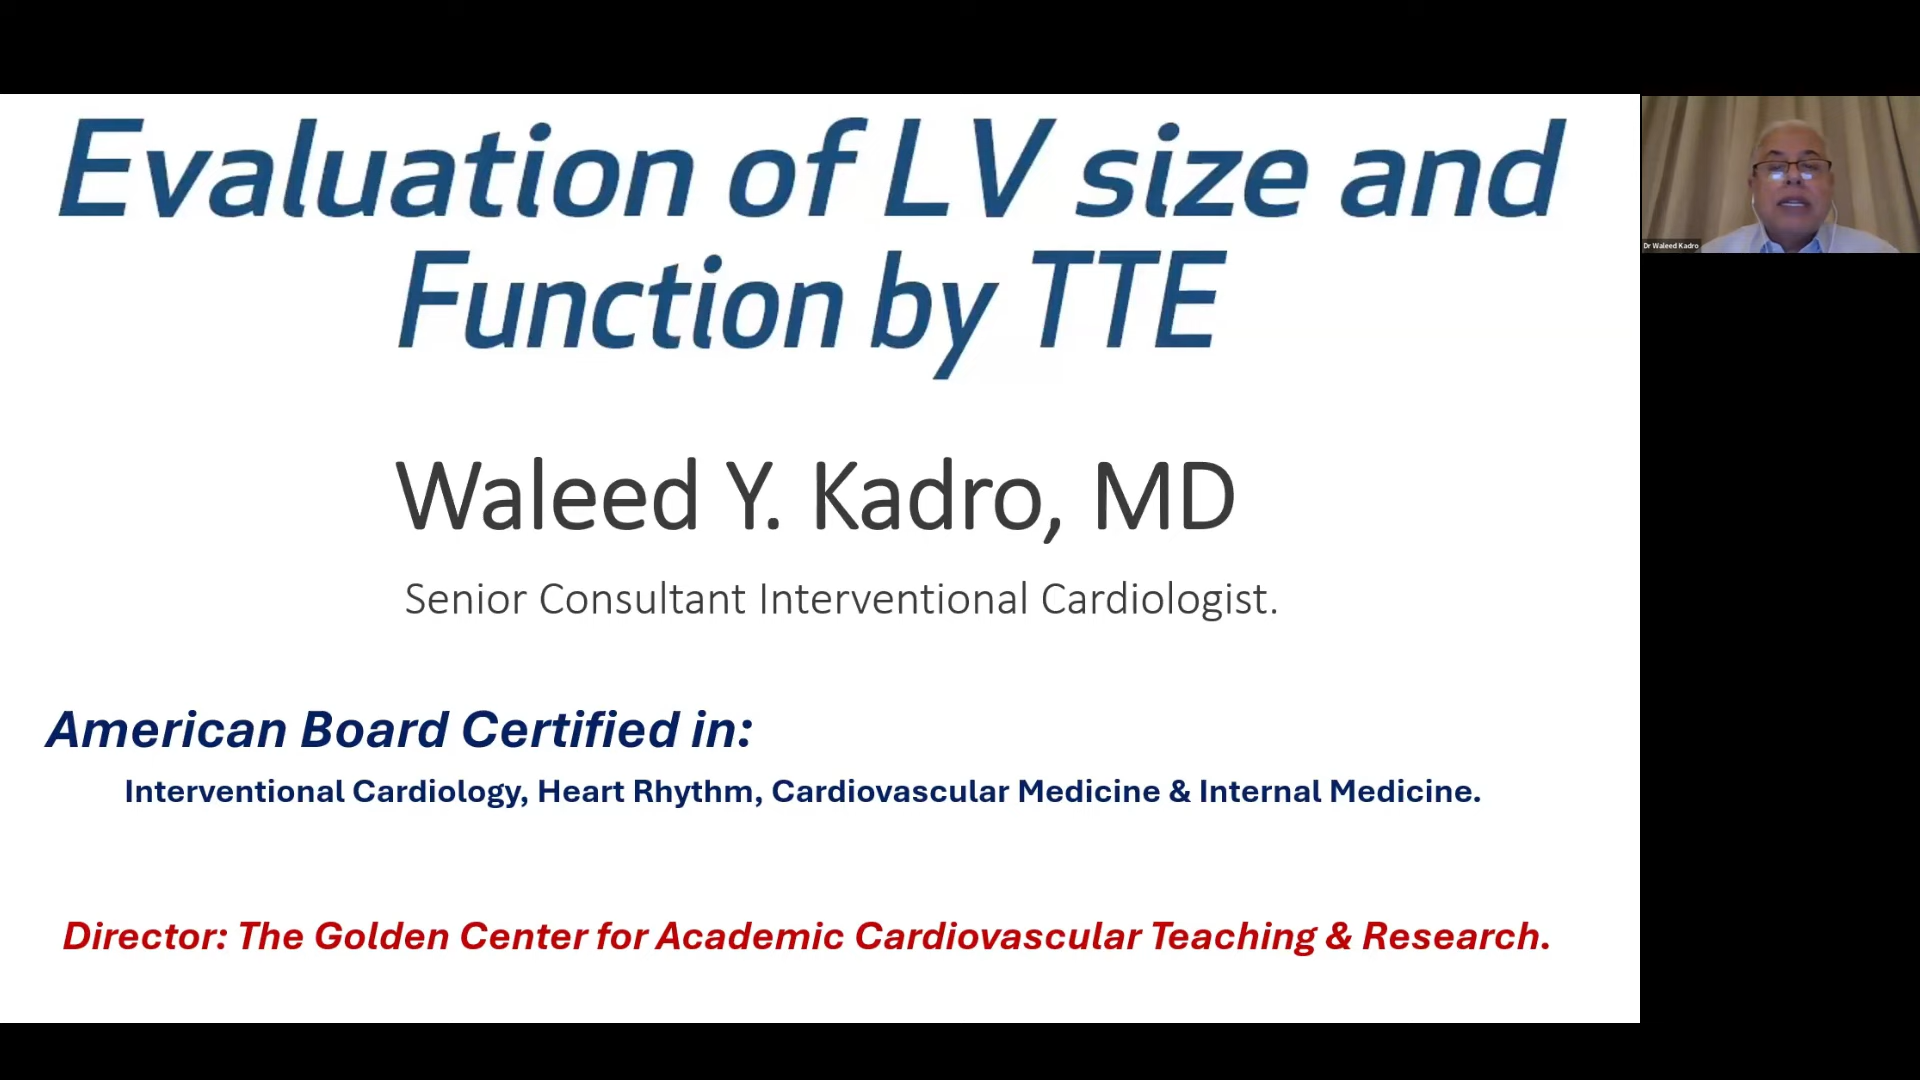 Evaluation of LV size and
Function by TTE
Waleed Y. Kadro, MD
Senior Consultant Interventional Cardiologist.
American Board Certified in:
Interventional Cardiology, Heart Rhythm, Cardiovascular Medicine & Internal Medicine.
Director: The Golden Center for Academic Cardiovascular Teaching & Research.
Dr Waleed Kadro